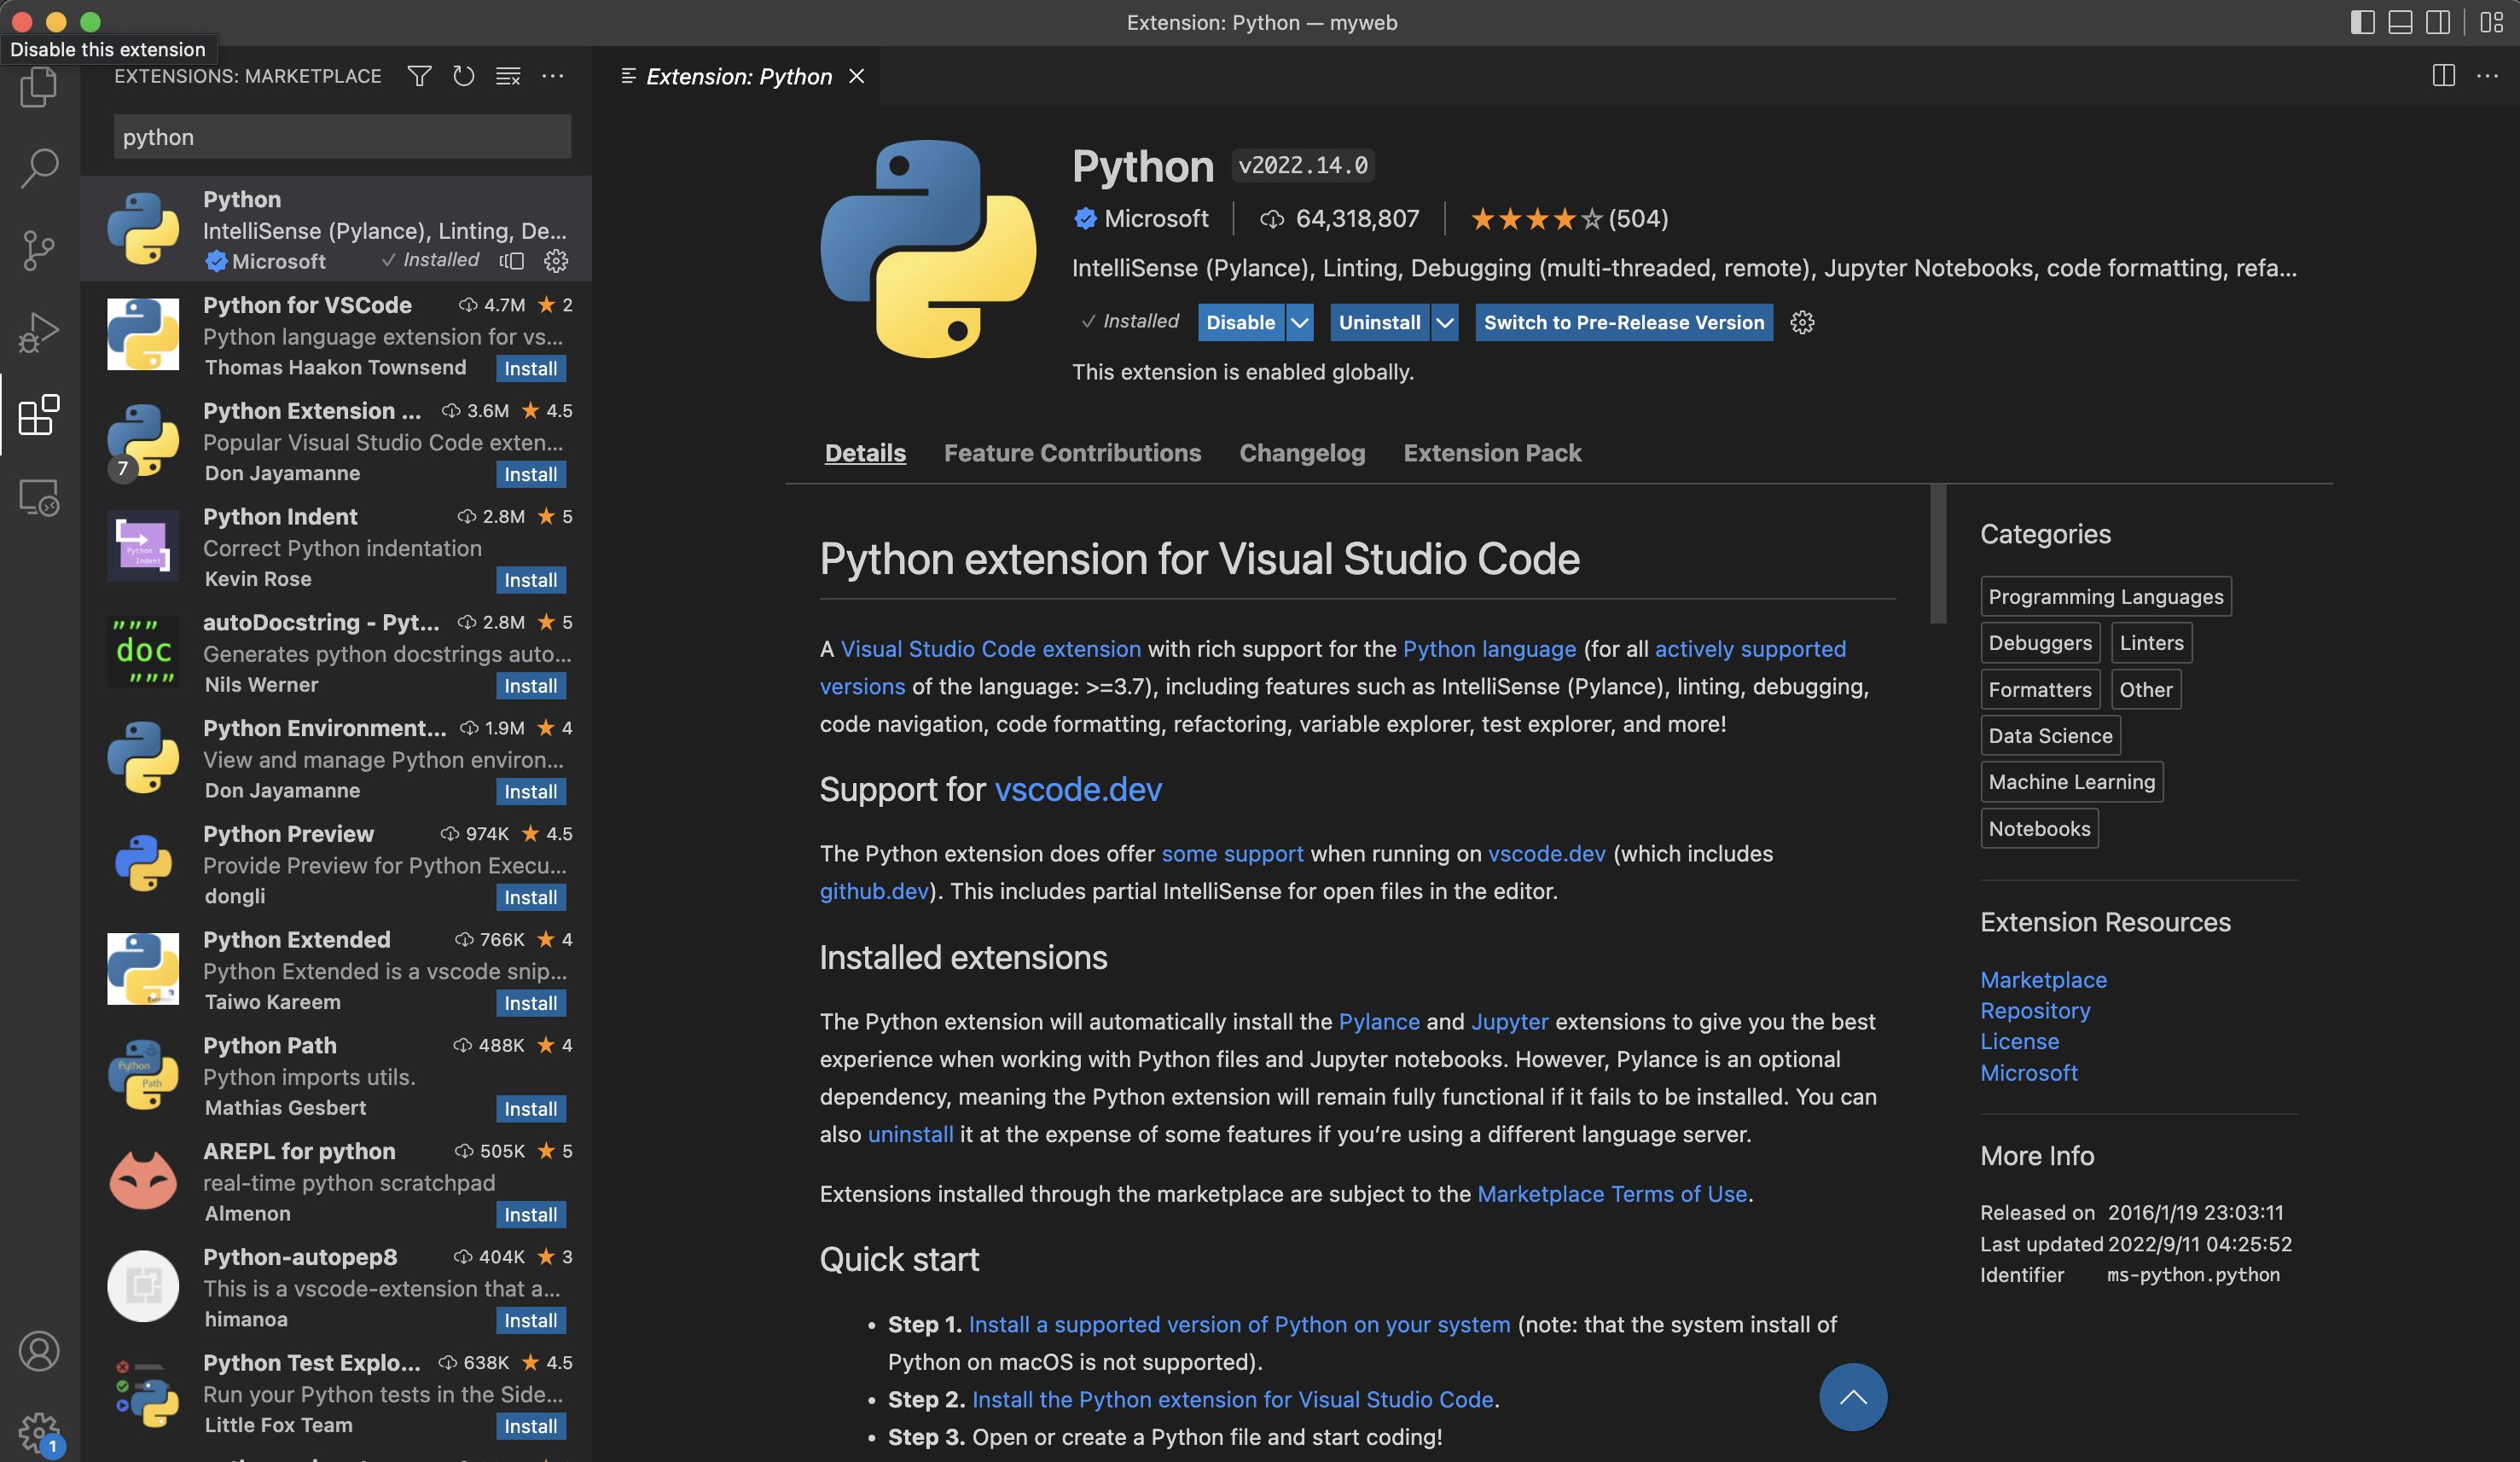 Extension: Python — myweb
Disable this extension
EXTENSIONS: MARKETPLACE
python
Python
IntelliSense (Pylance), Linting, De...
Microsoft
Installed
Python for VSCode 4.7M 2
Python language extension for vs...
Thomas Haakon Townsend Install
Python Extension ... 3.6M 4.5
Popular Visual Studio Code exten...
7
Don Jayamanne Install
Python Indent 2.8M 5
Correct Python indentation
Kevin Rose Install
autoDocstring - Pyt... 2.8M 5
Generates python docstrings auto...
Nils Werner Install
Python Environment... 1.9M 4
View and manage Python environ...
Don Jayamanne Install
Python Preview 974K 4.5
Provide Preview for Python Execu...
dongli Install
Python Extended 766K 4
Python Extended is a vscode snip...
Taiwo Kareem Install
Python Path 488K 4
Python imports utils.
Mathias Gesbert Install
AREPL for python 505K 5
real-time python scratchpad
Almenon Install
Python-autopep8 404K 3
This is a vscode-extension that a...
himanoa Install
Python Test Explo... 638K 4.5
Run your Python tests in the Side...
Little Fox Team Install
1
Extension: Python
Python v2022.14.0
Microsoft 64,318,807 (504)
IntelliSense (Pylance), Linting, Debugging (multi-threaded, remote), Jupyter Notebooks, code formatting, refa...
Installed Disable Uninstall Switch to Pre-Release Version
This extension is enabled globally.
Details Feature Contributions Changelog Extension Pack
Python extension for Visual Studio Code
A Visual Studio Code extension with rich support for the Python language (for all actively supported
versions of the language: >=3.7), including features such as IntelliSense (Pylance), linting, debugging,
code navigation, code formatting, refactoring, variable explorer, test explorer, and more!
Support for vscode.dev
The Python extension does offer some support when running on vscode.dev (which includes
github.dev). This includes partial IntelliSense for open files in the editor.
Installed extensions
The Python extension will automatically install the Pylance and Jupyter extensions to give you the best
experience when working with Python files and Jupyter notebooks. However, Pylance is an optional
dependency, meaning the Python extension will remain fully functional if it fails to be installed. You can
also uninstall it at the expense of some features if you’re using a different language server.
Extensions installed through the marketplace are subject to the Marketplace Terms of Use.
Quick start
• Step 1. Install a supported version of Python on your system (note: that the system install of
Python on macOS is not supported).
• Step 2. Install the Python extension for Visual Studio Code.
• Step 3. Open or create a Python file and start coding!
Categories
Programming Languages
Debuggers Linters
Formatters Other
Data Science
Machine Learning
Notebooks
Extension Resources
Marketplace
Repository
License
Microsoft
More Info
Released on 2016/1/19 23:03:11
Last updated 2022/9/11 04:25:52
Identifier ms-python.python